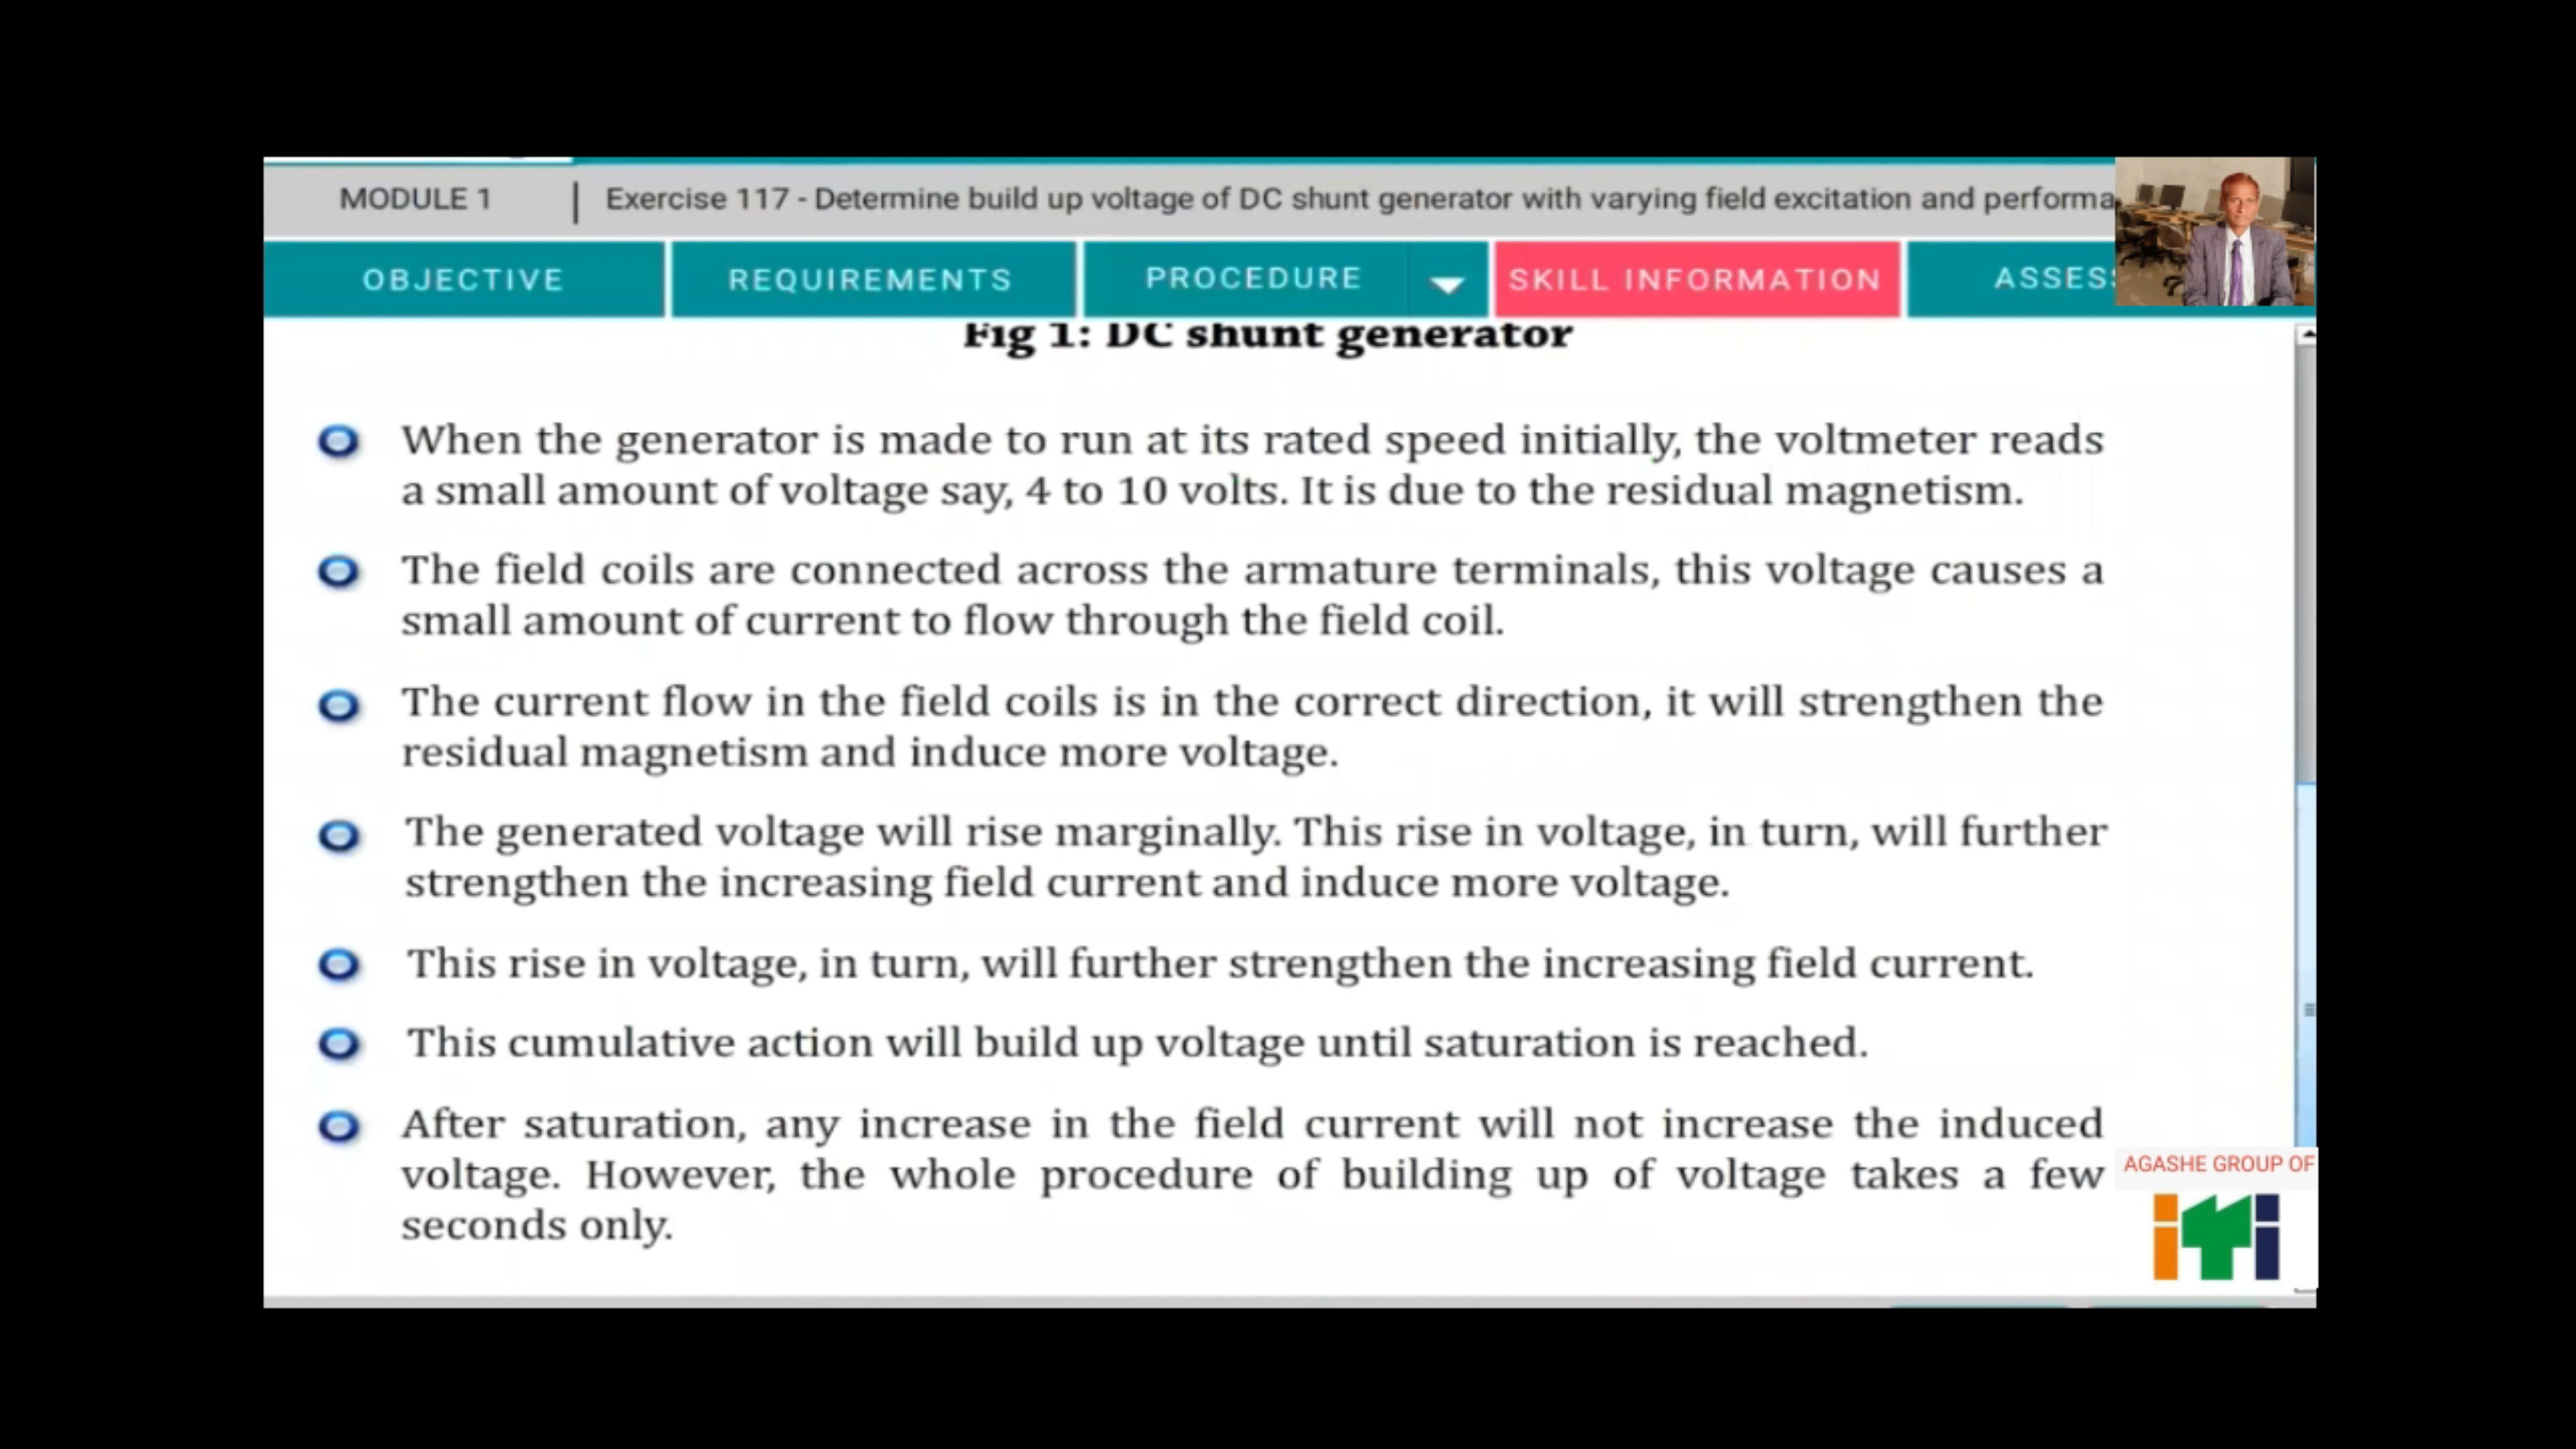 MODULE 1 | Exercise 117 - Determine build up voltage of DC shunt generator with varying field excitation and performa
OBJECTIVE
REQUIREMENTS
PROCEDURE
SKILL INFORMATION
ASSES
Fig 1: DC shunt generator
When the generator is made to run at its rated speed initially, the voltmeter reads
a small amount of voltage say, 4 to 10 volts. It is due to the residual magnetism.
The field coils are connected across the armature terminals, this voltage causes a
small amount of current to flow through the field coil.
The current flow in the field coils is in the correct direction, it will strengthen the
residual magnetism and induce more voltage.
The generated voltage will rise marginally. This rise in voltage, in turn, will further
strengthen the increasing field current and induce more voltage.
This rise in voltage, in turn, will further strengthen the increasing field current.
This cumulative action will build up voltage until saturation is reached.
After saturation, any increase in the field current will not increase the induced
voltage. However, the whole procedure of building up of voltage takes a few
seconds only.
AGASHE GROUP OF
iTi